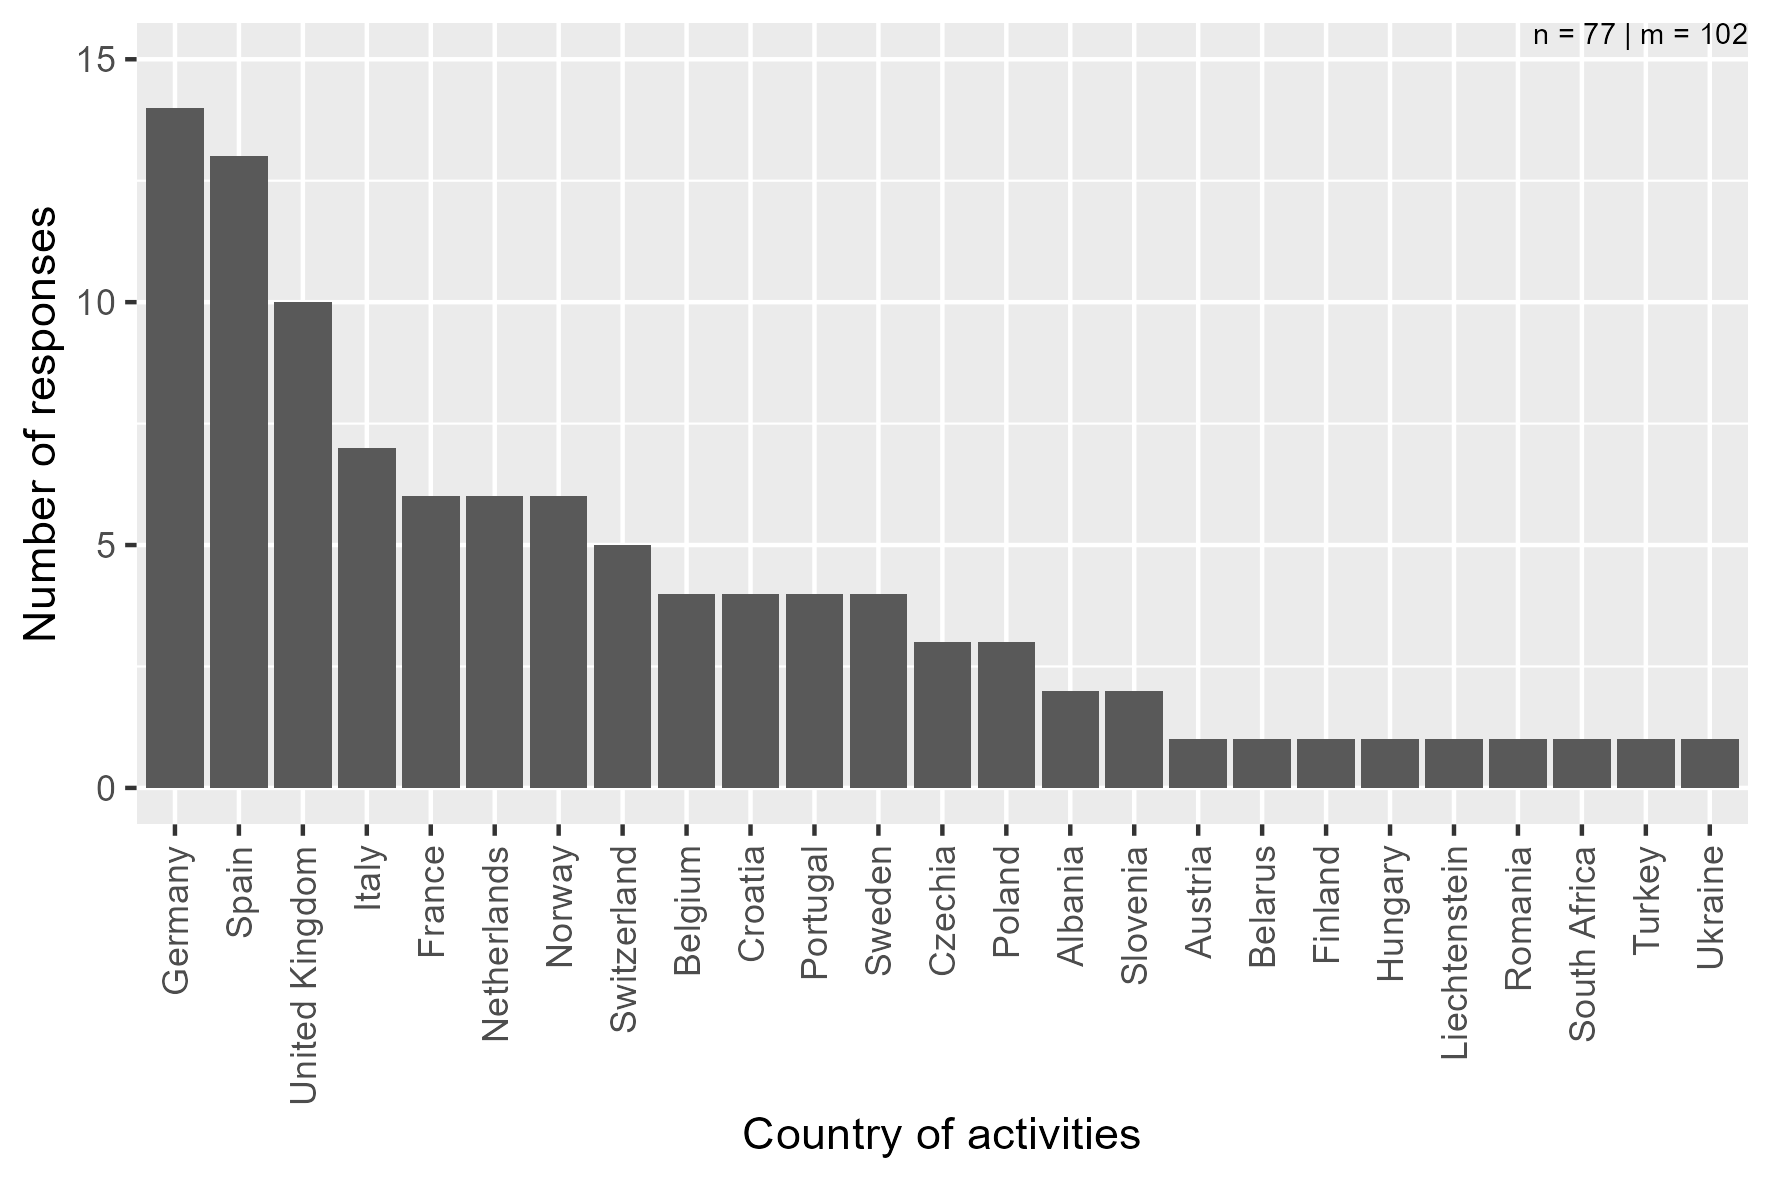 n = 77 | m = 102
Number of responses
15
10
5
0
Germany
Spain
United Kingdom
Italy
France
Netherlands
Norway
Switzerland
Belgium
Croatia
Portugal
Sweden
Czechia
Poland
Albania
Slovenia
Austria
Belarus
Finland
Hungary
Liechtenstein
Romania
South Africa
Turkey
Ukraine
Country of activities